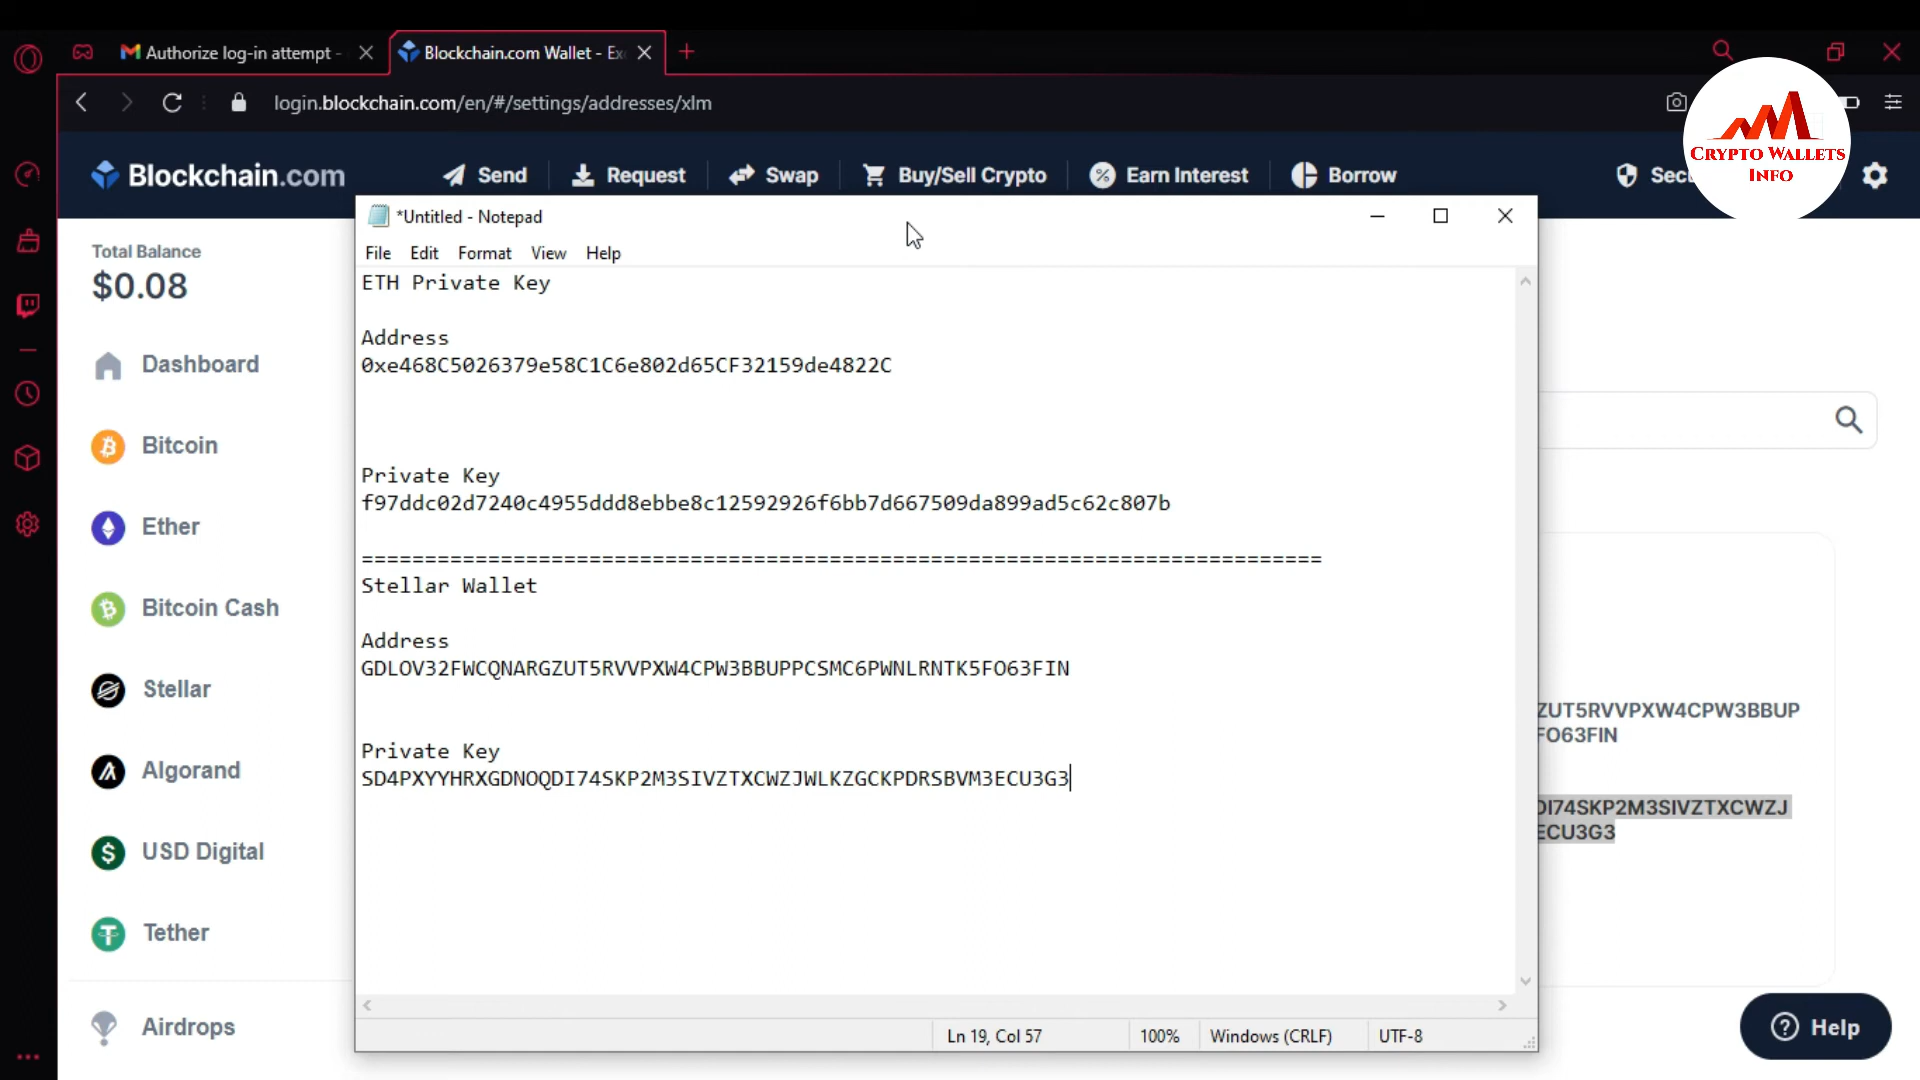 Authorize log-in attempt -
Blockchain.com Wallet - Ex
login.blockchain.com/en/#/settings/addresses/xlm
Blockchain.com
Send
Request
Swap
Buy/Sell Crypto
Earn Interest
Borrow
CRYPTO WALLETS
INFO
*Untitled - Notepad
File Edit Format View Help
Total Balance
$0.08
Dashboard
Bitcoin
Ether
Bitcoin Cash
Stellar
Algorand
USD Digital
Tether
Airdrops
ETH Private Key
Address
0xe468C5026379e58C1C6e802d65CF32159de4822C
Private Key
f97ddc02d7240c4955ddd8ebbe8c12592926f6bb7d667509da899ad5c62c807b
============================================================================
Stellar Wallet
Address
GDLOV32FWCQNARGZUT5RVVPXW4CPW3BBUPPCSMC6PWNLRNTK5FO63FIN
Private Key
SD4PXYYHRXGDNOQDI74SKP2M3SIVZTXCWZJWLKZGCKPDRSBVM3ECU3G3
ZUT5RVVPXW4CPW3BBUP
FO63FIN
DI74SKP2M3SIVZTXCWZJ
ECU3G3
Ln 19, Col 57
100%
Windows (CRLF)
UTF-8
Help